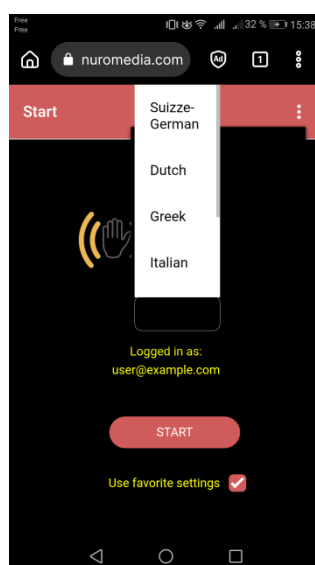 Free
Free
32 % 15:38
nuromedia.com
Ad
1
Start
Suizze-
German
Dutch
Greek
Italian
Logged in as:
user@example.com
START
Use favorite settings